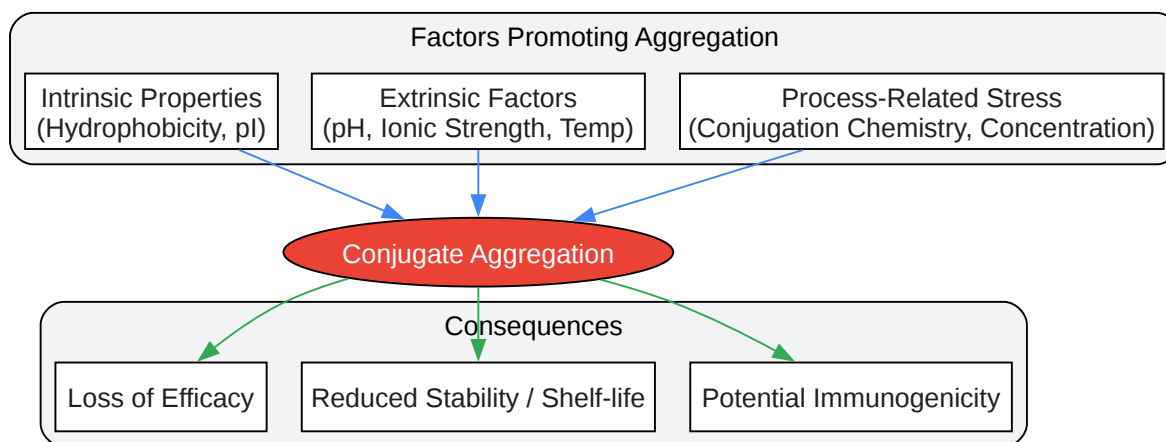 Factors Promoting Aggregation
Intrinsic Properties
(Hydrophobicity, pI)
Extrinsic Factors
(pH, Ionic Strength, Temp)
Process-Related Stress
(Conjugation Chemistry, Concentration)
Conjugate Aggregation
Consequences
Loss of Efficacy
Reduced Stability / Shelf-life
Potential Immunogenicity